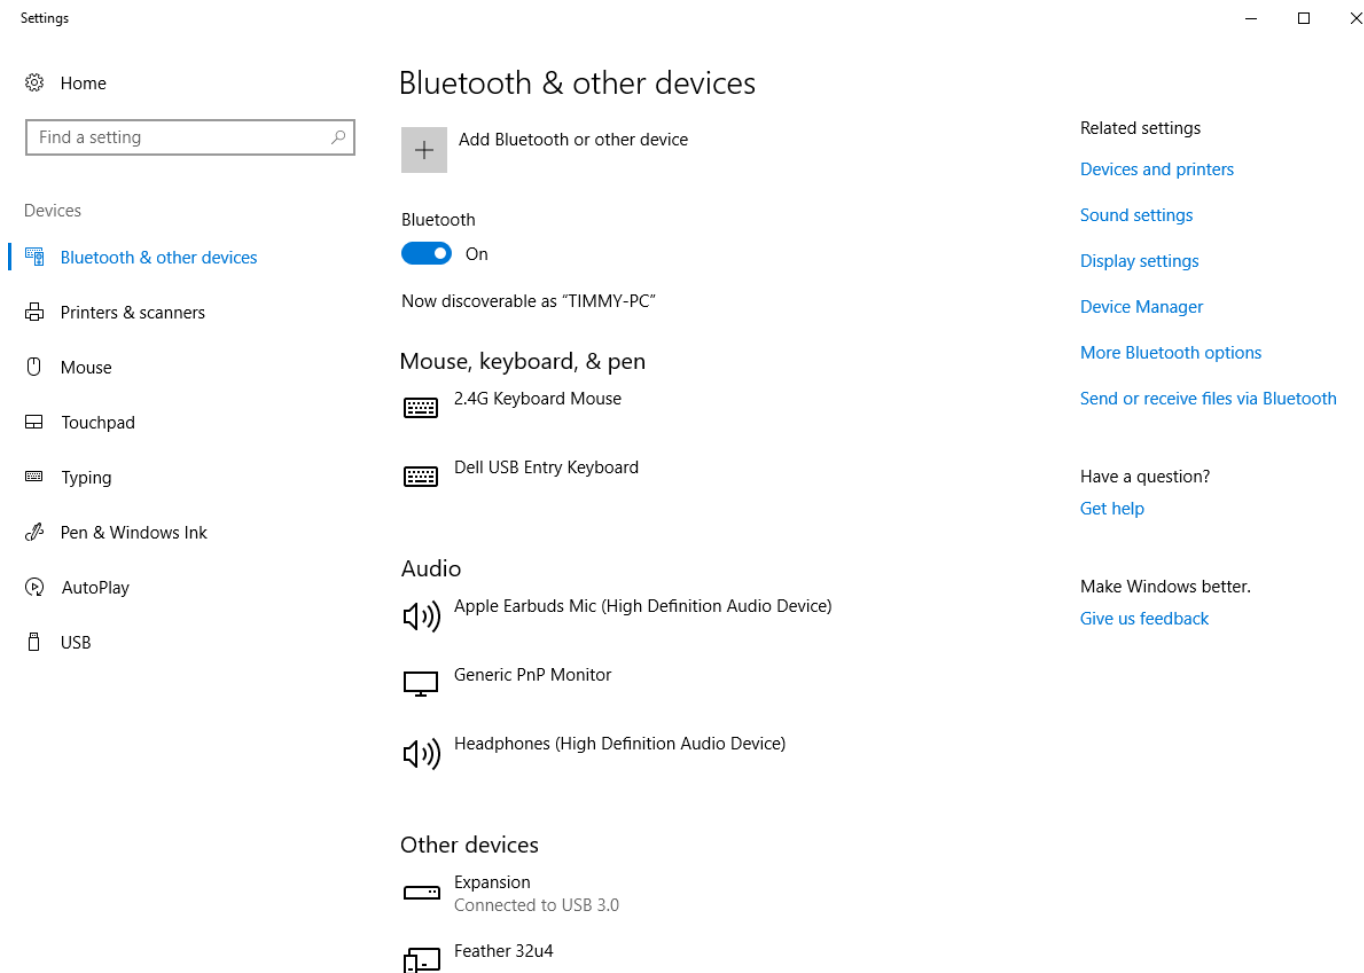 Settings
Home
Find a setting
Devices
Bluetooth & other devices
Printers & scanners
Mouse
Touchpad
Typing
Pen & Windows Ink
AutoPlay
USB
Bluetooth & other devices
Add Bluetooth or other device
Bluetooth
On
Now discoverable as “TIMMY-PC”
Mouse, keyboard, & pen
2.4G Keyboard Mouse
Dell USB Entry Keyboard
Audio
Apple Earbuds Mic (High Definition Audio Device)
Generic PnP Monitor
Headphones (High Definition Audio Device)
Other devices
Expansion
Connected to USB 3.0
Feather 32u4
Related settings
Devices and printers
Sound settings
Display settings
Device Manager
More Bluetooth options
Send or receive files via Bluetooth
Have a question?
Get help
Make Windows better.
Give us feedback